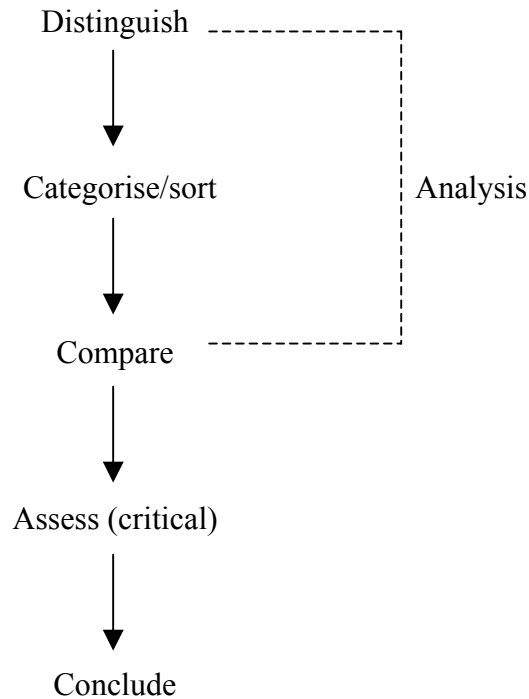 Distinguish
Categorise/sort
Analysis
Compare
Assess (critical)
Conclude